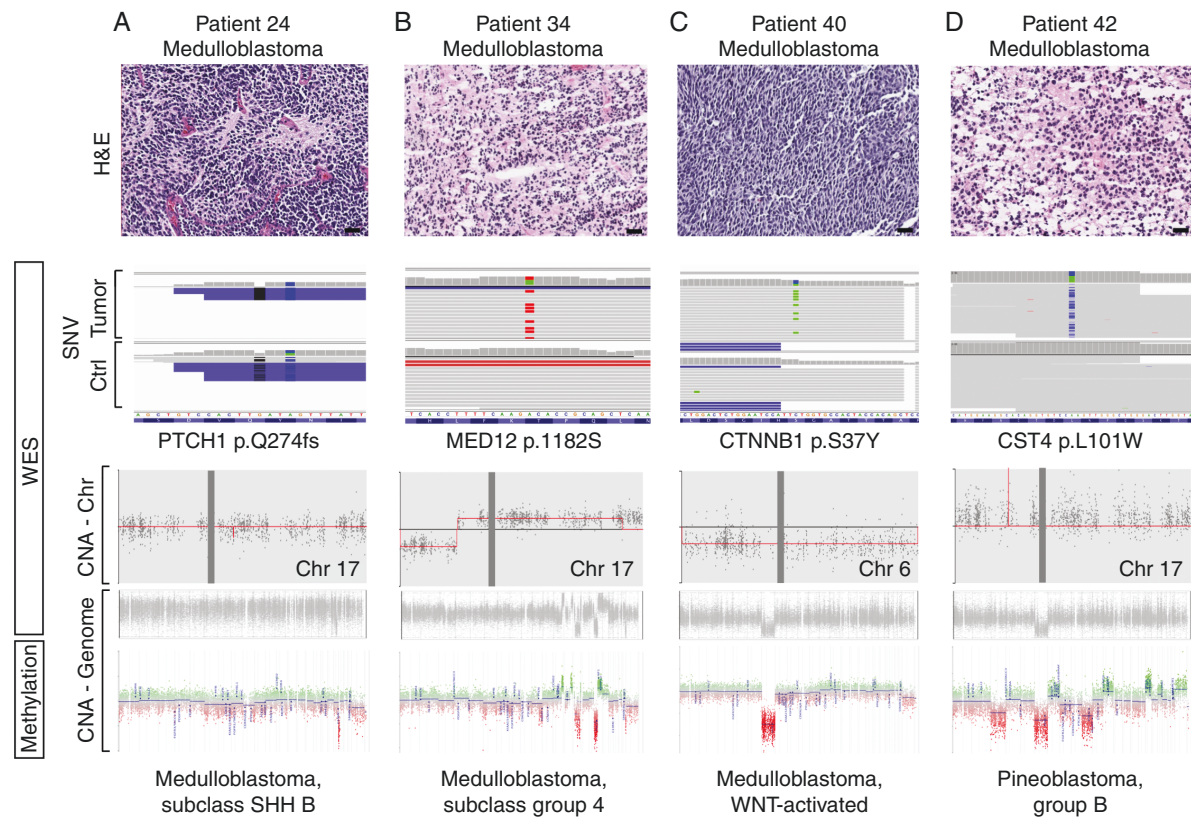 A
Patient 24
Medulloblastoma
B
Patient 34
Medulloblastoma
C
Patient 40
Medulloblastoma
D
Patient 42
Medulloblastoma
H&E
WES
SNV
Tumor
Ctrl
PTCH1 p.Q274fs
MED12 p.1182S
CTNNB1 p.S37Y
CST4 p.L101W
CNA - Chr
Chr 17
Chr 17
Chr 6
Chr 17
Methylation
CNA - Genome
Medulloblastoma,
subclass SHH B
Medulloblastoma,
subclass group 4
Medulloblastoma,
WNT-activated
Pineoblastoma,
group B